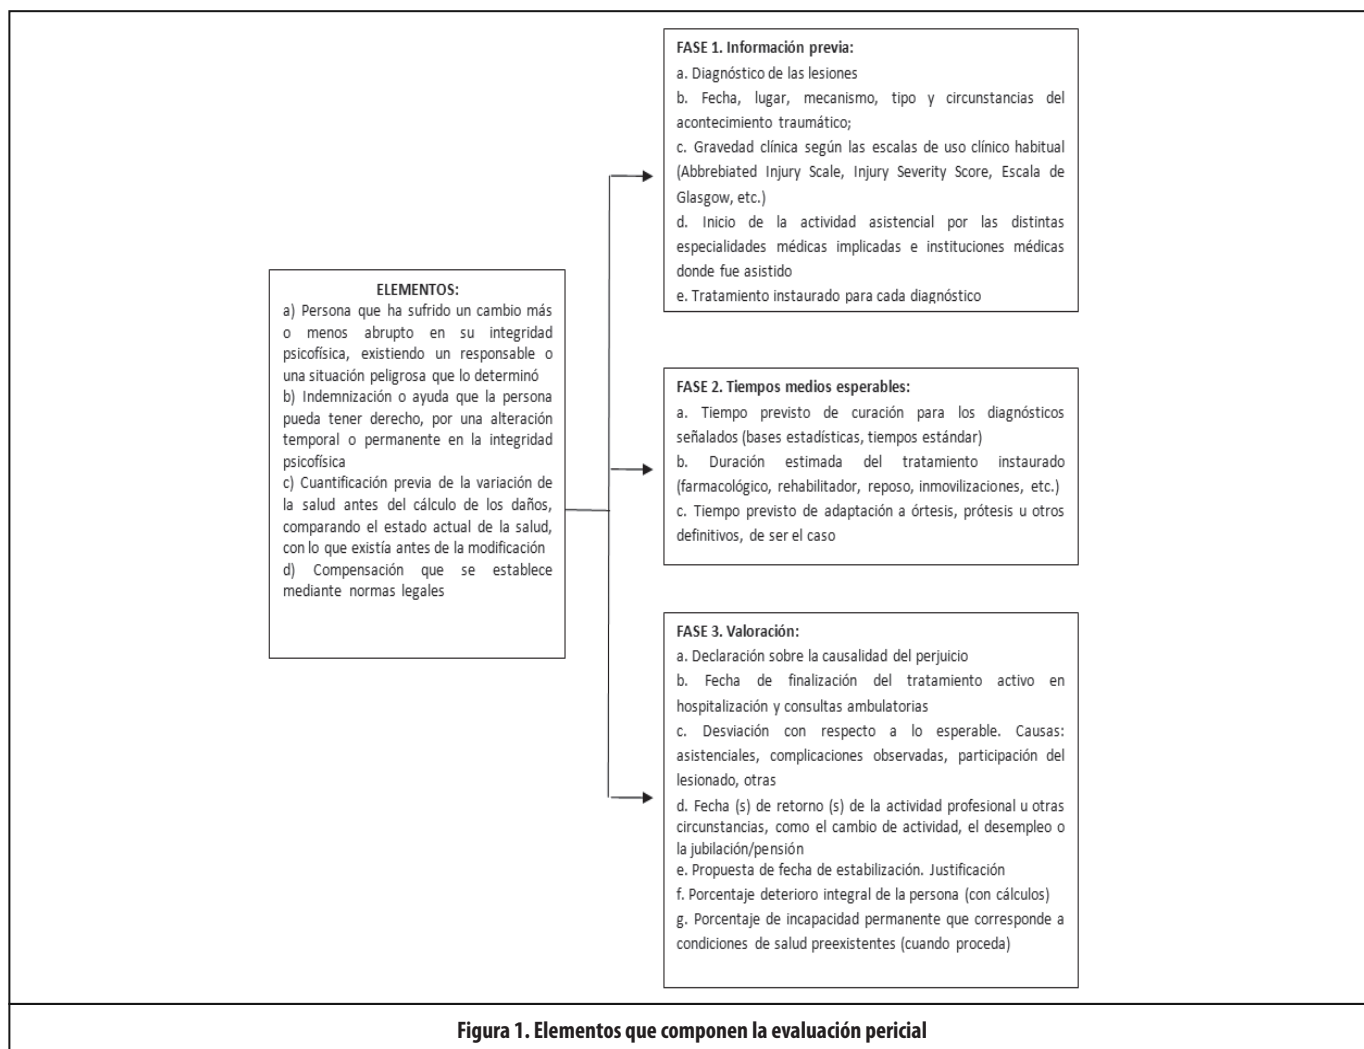 ELEMENTOS:
a) Persona que ha sufrido un cambio más
o menos abrupto en su integridad
psicofísica, existiendo un responsable o
una situación peligrosa que lo determinó
b) Indemnización o ayuda que la persona
pueda tener derecho, por una alteración
temporal o permanente en la integridad
psicofísica
c) Cuantificación previa de la variación de
la salud antes del cálculo de los daños,
comparando el estado actual de la salud,
con lo que existía antes de la modificación
d) Compensación que se establece
mediante normas legales
FASE 1. Información previa:
a. Diagnóstico de las lesiones
b. Fecha, lugar, mecanismo, tipo y circunstancias del
acontecimiento traumático;
c. Gravedad clínica según las escalas de uso clínico habitual
(Abbrebiated Injury Scale, Injury Severity Score, Escala de
Glasgow, etc.)
d. Inicio de la actividad asistencial por las distintas
especialidades médicas implicadas e instituciones médicas
donde fue asistido
e. Tratamiento instaurado para cada diagnóstico
FASE 2. Tiempos medios esperables:
a. Tiempo previsto de curación para los diagnósticos
señalados (bases estadísticas, tiempos estándar)
b. Duración estimada del tratamiento instaurado
(farmacológico, rehabilitador, reposo, inmovilizaciones, etc.)
c. Tiempo previsto de adaptación a órtesis, prótesis u otros
definitivos, de ser el caso
FASE 3. Valoración:
a. Declaración sobre la causalidad del perjuicio
b. Fecha de finalización del tratamiento activo en
hospitalización y consultas ambulatorias
c. Desviación con respecto a lo esperable. Causas:
asistenciales, complicaciones observadas, participación del
lesionado, otras
d. Fecha (s) de retorno (s) de la actividad profesional u otras
circunstancias, como el cambio de actividad, el desempleo o
la jubilación/pensión
e. Propuesta de fecha de estabilización. Justificación
f. Porcentaje deterioro integral de la persona (con cálculos)
g. Porcentaje de incapacidad permanente que corresponde a
condiciones de salud preexistentes (cuando proceda)
Figura 1. Elementos que componen la evaluación pericial